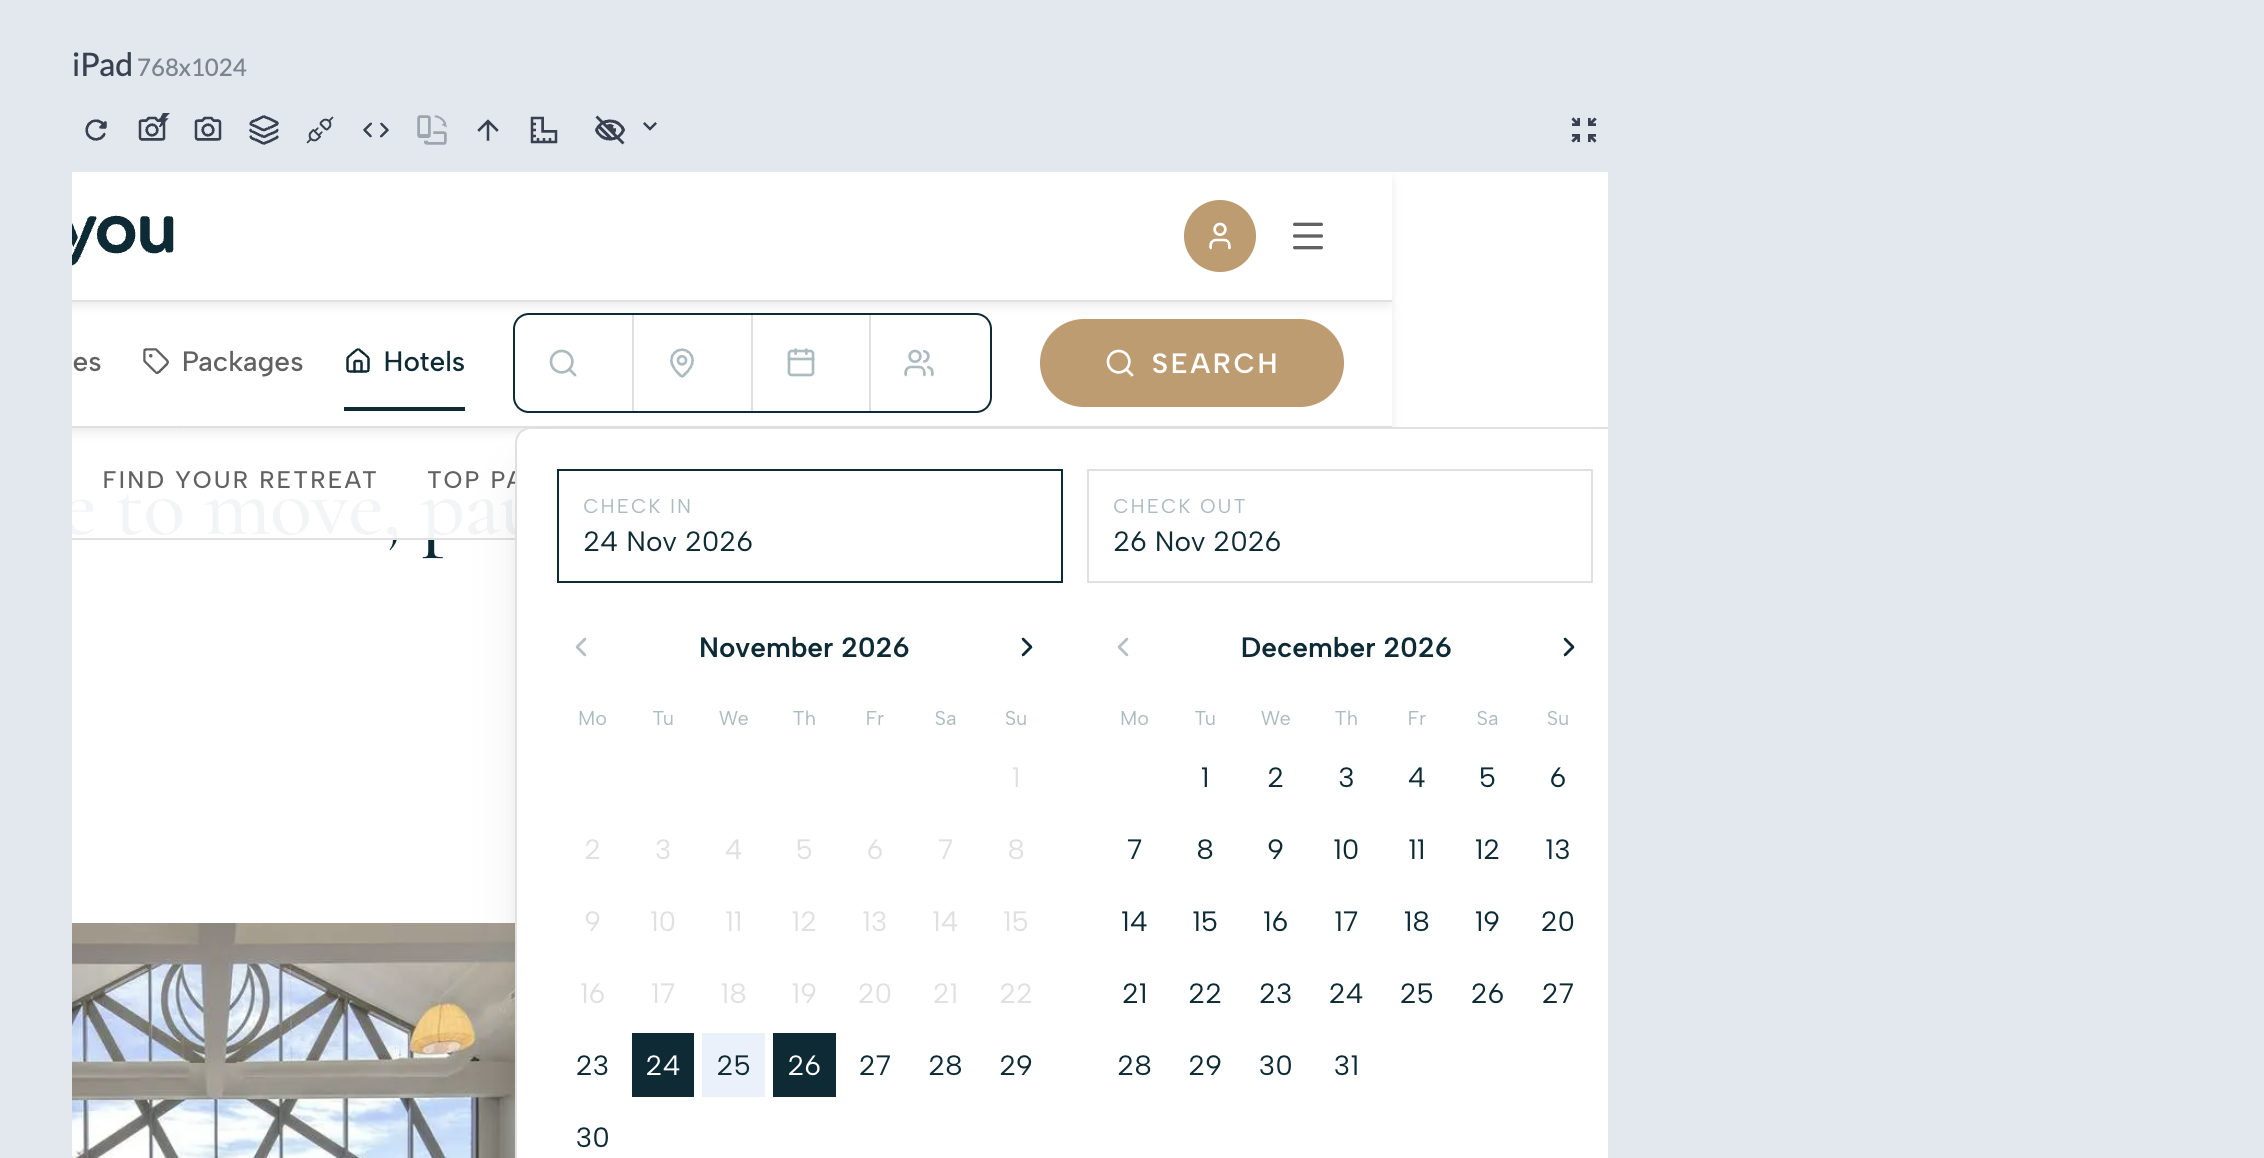 iPad 768x1024
you
es Packages Hotels SEARCH
FIND YOUR RETREAT TOP PA
e to move, pau
CHECK IN
24 Nov 2026
CHECK OUT
26 Nov 2026
November 2026
Mo Tu We Th Fr Sa Su
1
2 3 4 5 6 7 8
9 10 11 12 13 14 15
16 17 18 19 20 21 22
23 24 25 26 27 28 29
30
December 2026
Mo Tu We Th Fr Sa Su
1 2 3 4 5 6
7 8 9 10 11 12 13
14 15 16 17 18 19 20
21 22 23 24 25 26 27
28 29 30 31